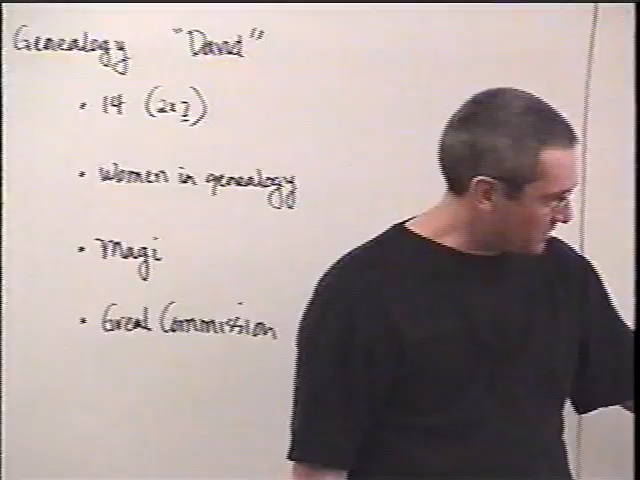 Genealogy "David"
• 14 (2x7)
• Women in genealogy
• Magi
• Great Commission